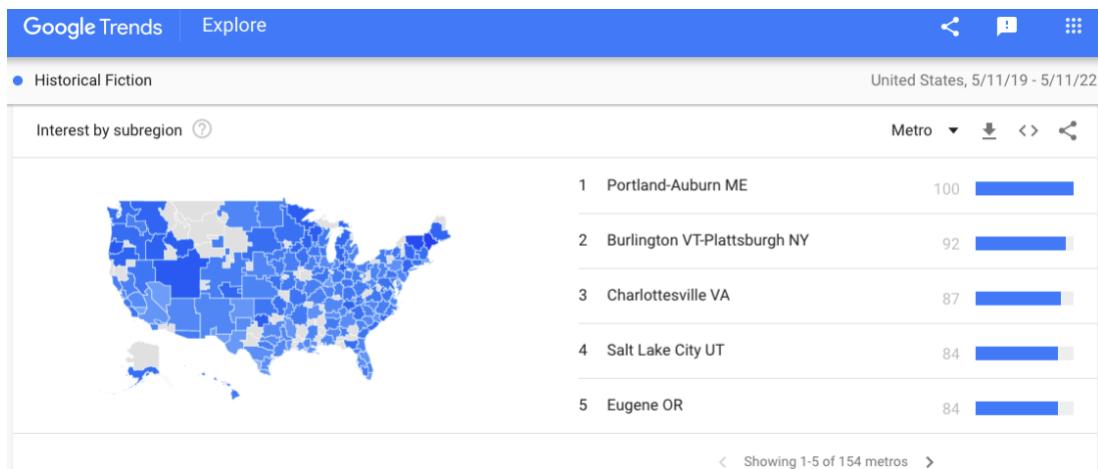 Google Trends Explore
Historical Fiction United States, 5/11/19 - 5/11/22
Interest by subregion ? Metro
1 Portland-Auburn ME 100
2 Burlington VT-Plattsburgh NY 92
3 Charlottesville VA 87
4 Salt Lake City UT 84
5 Eugene OR 84
Showing 1-5 of 154 metros